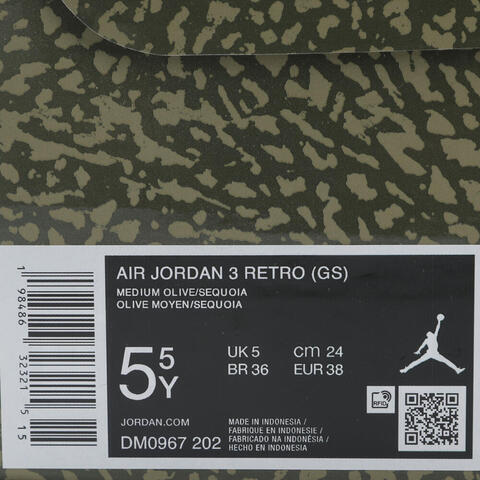 AIR JORDAN 3 RETRO (GS)
MEDIUM OLIVE/SEQUOIA
OLIVE MOYEN/SEQUOIA
5 5Y
UK 5 cm 24
BR 36 EUR 38
JORDAN.COM
DM0967 202
MADE IN INDONESIA /
FABRIQUE EN INDONESIE /
FABRICADO NA INDONÉSIA /
HECHO EN INDONESIA
RFID
1 98486 32321 5 15